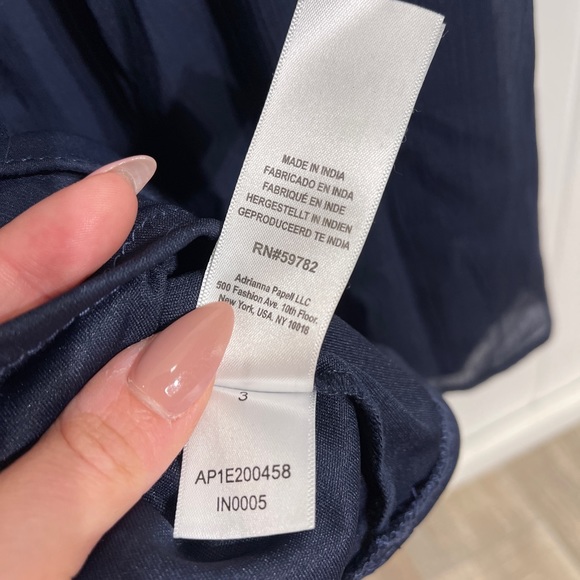 MADE IN INDIA
FABRICADO EN INDA
FABRIQUÉ EN INDE
HERGESTELLT IN INDIEN
GEPRODUCEERD TE INDIA
RN#59782
Adrianna Papell LLC
500 Fashion Ave. 10th Floor.
New York, USA. NY 10018
3
AP1E200458
IN0005